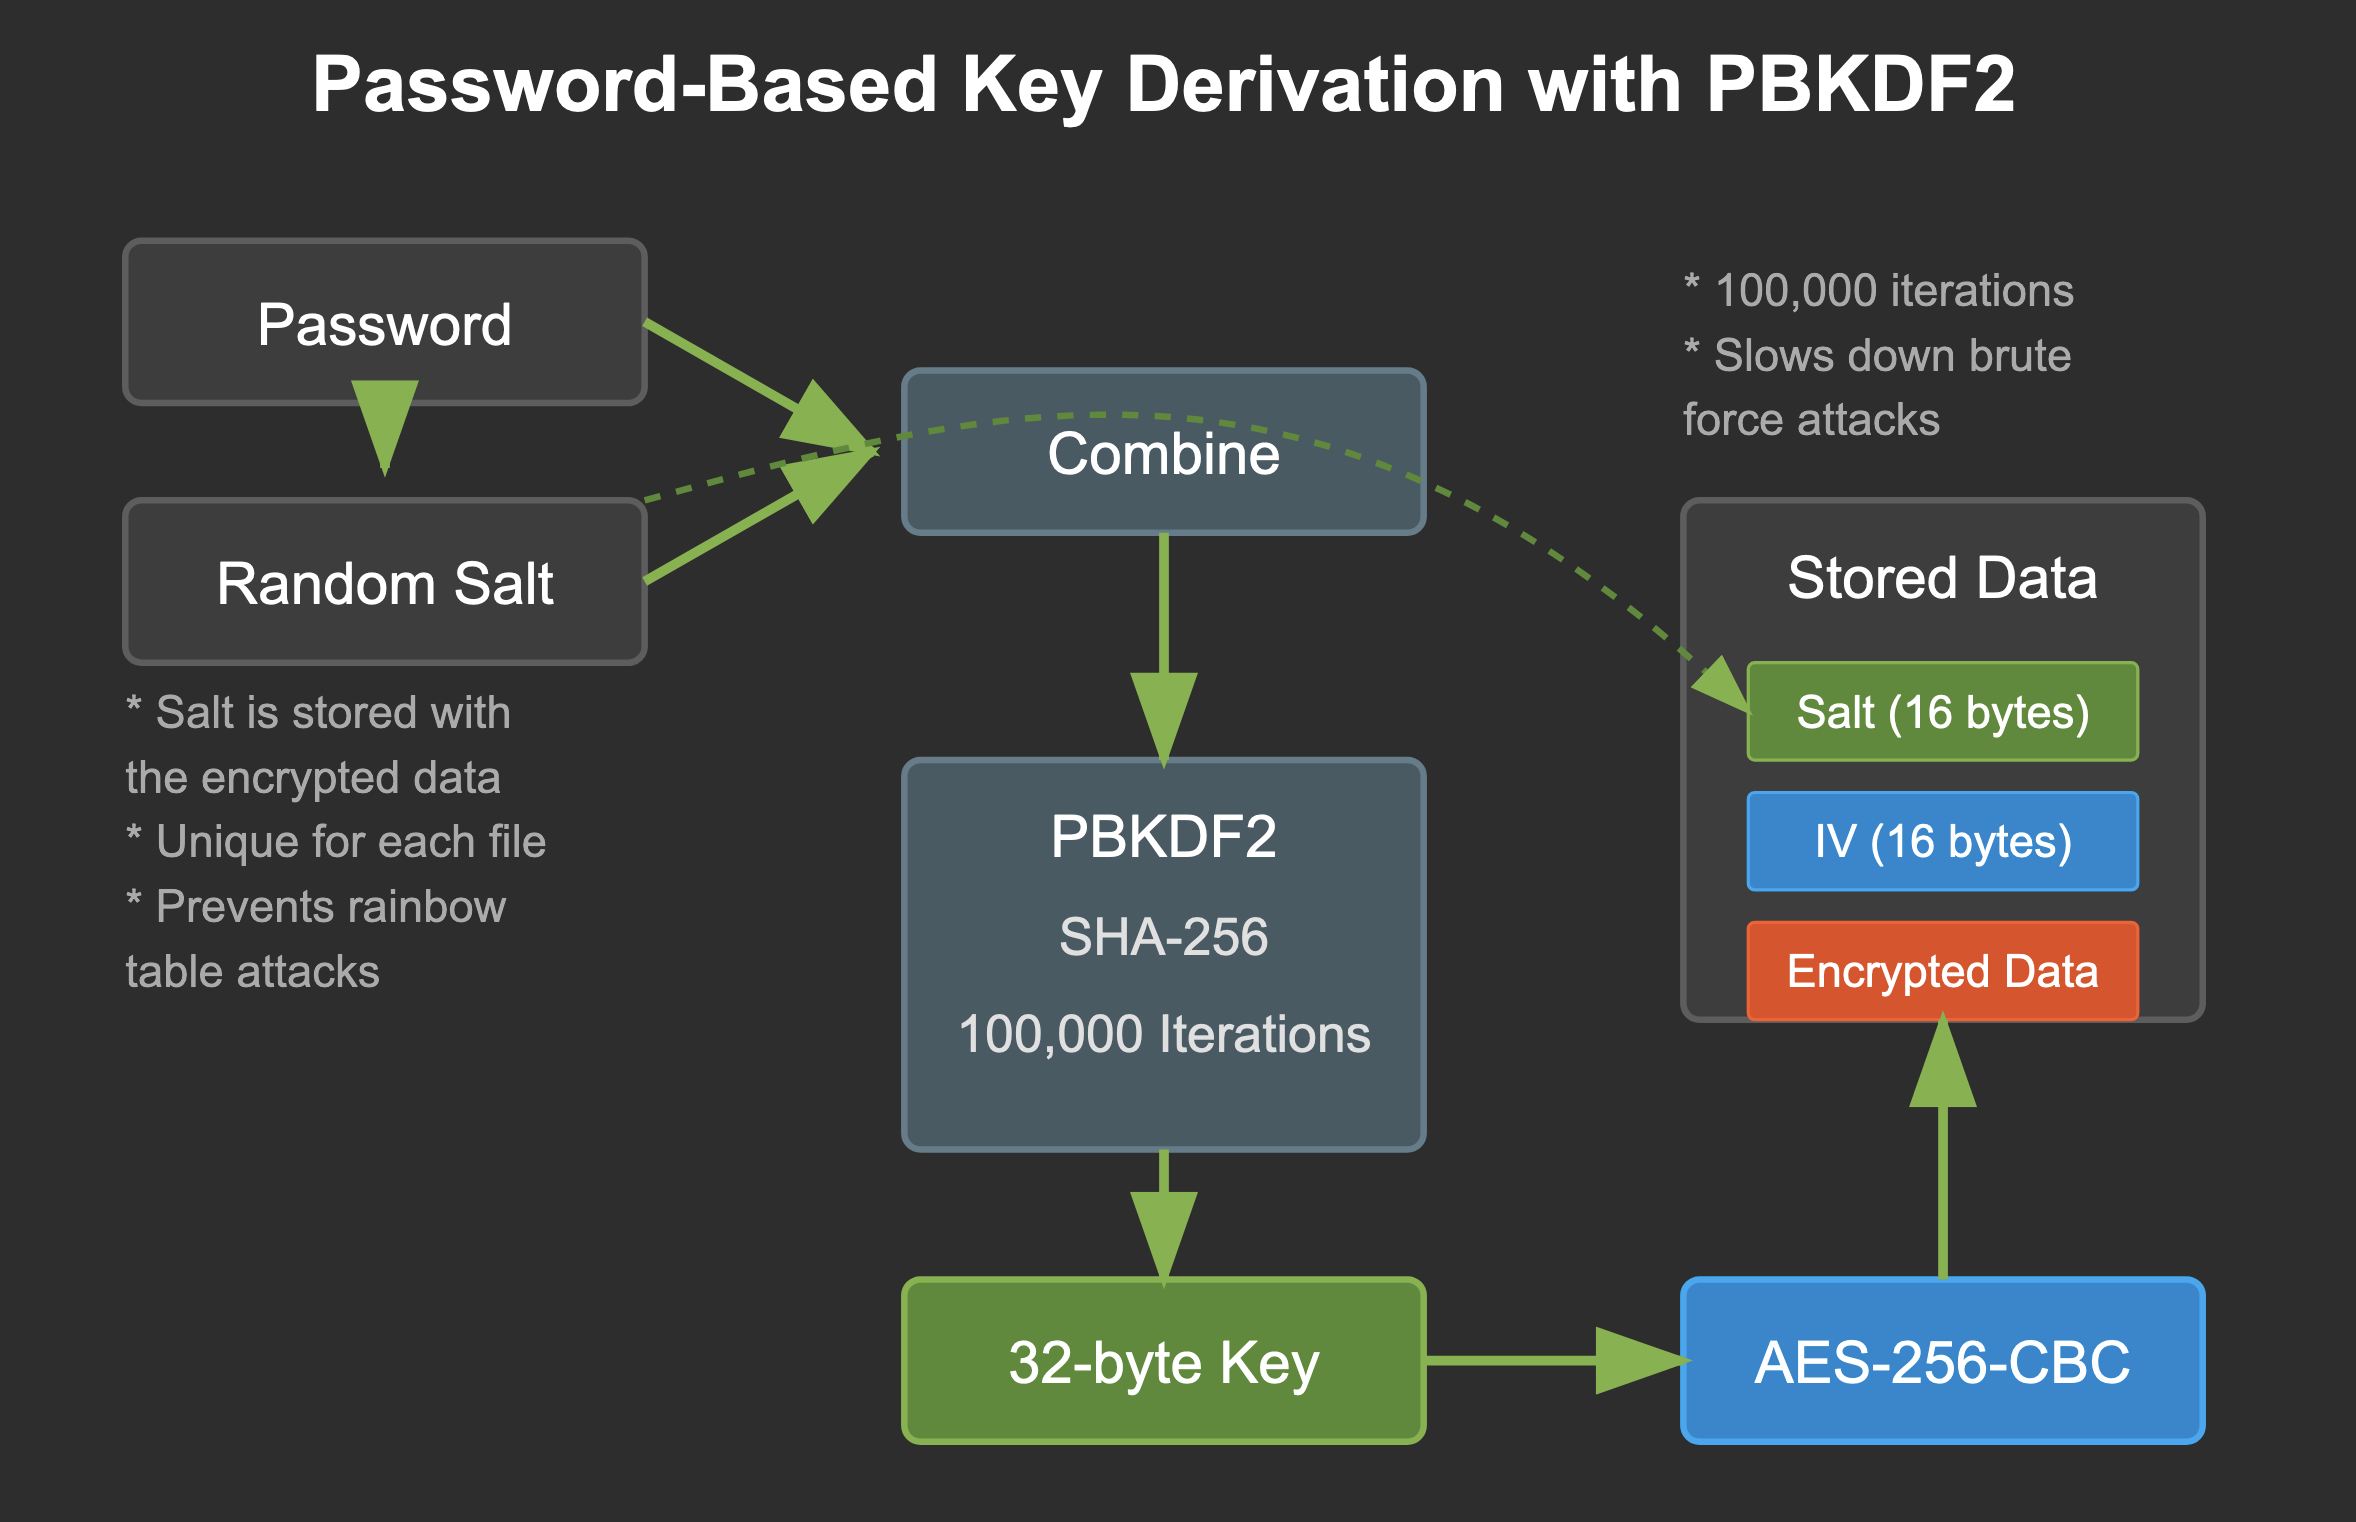 Password-Based Key Derivation with PBKDF2
Password
Random Salt
* Salt is stored with
the encrypted data
* Unique for each file
* Prevents rainbow
table attacks
Combine
PBKDF2
SHA-256
100,000 Iterations
32-byte Key
* 100,000 iterations
* Slows down brute
force attacks
Stored Data
Salt (16 bytes)
IV (16 bytes)
Encrypted Data
AES-256-CBC